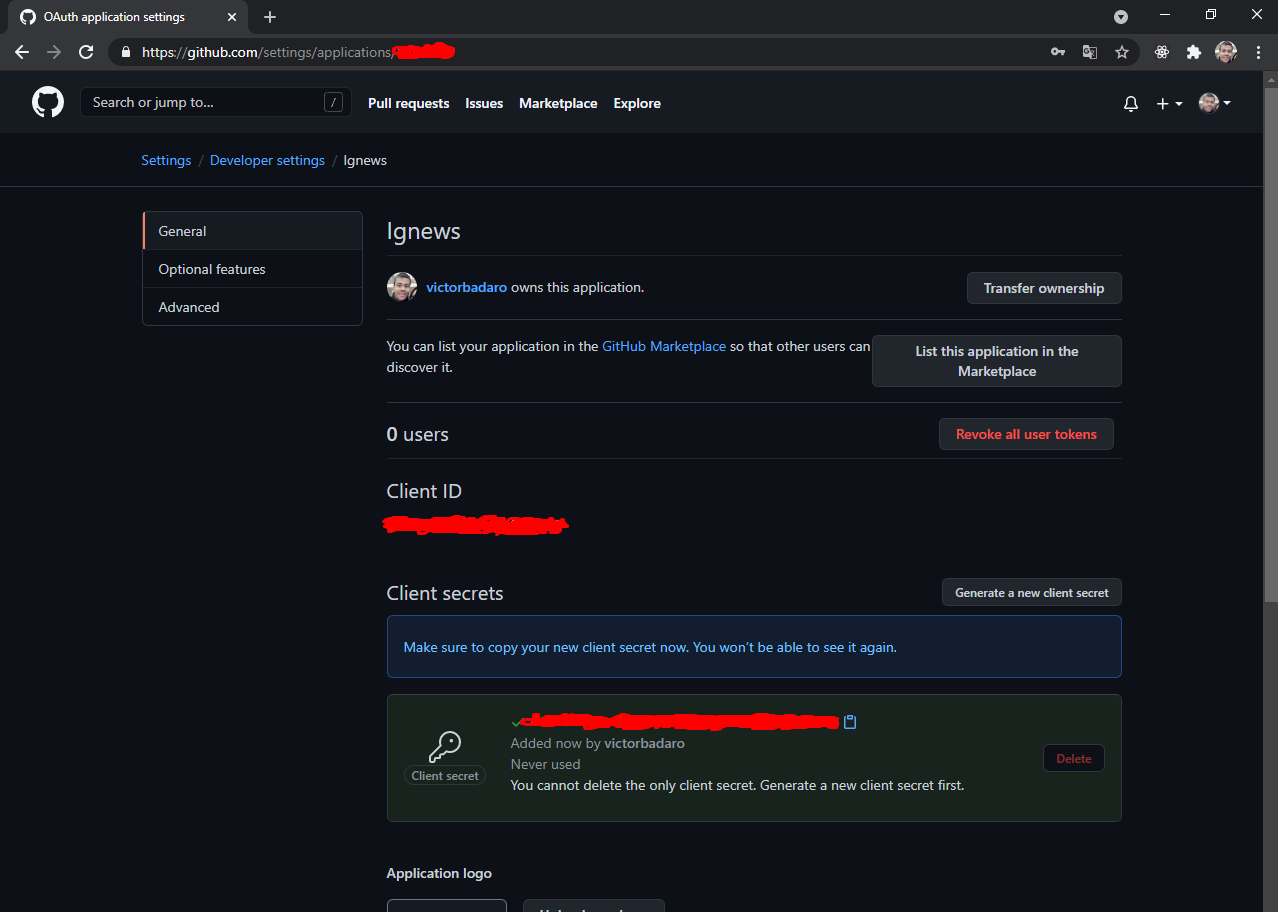 OAuth application settings
https://github.com/settings/applications/
Search or jump to... /
Pull requests Issues Marketplace Explore
Settings / Developer settings / Ignews
General
Optional features
Advanced
Ignews
victorbadaro owns this application.
Transfer ownership
You can list your application in the GitHub Marketplace so that other users can
discover it.
List this application in the
Marketplace
0 users
Revoke all user tokens
Client ID
Client secrets
Generate a new client secret
Make sure to copy your new client secret now. You won't be able to see it again.
Client secret
Added now by victorbadaro
Never used
You cannot delete the only client secret. Generate a new client secret first.
Delete
Application logo